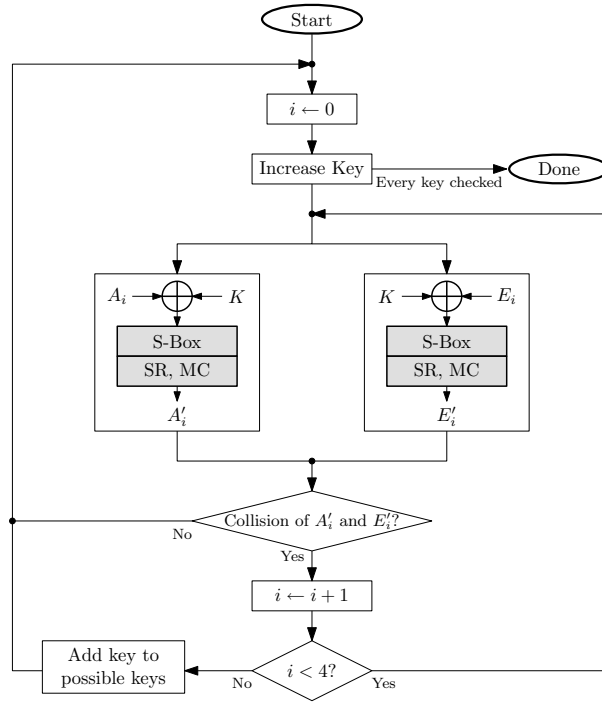 Start
i ← 0
Increase Key
Every key checked
Done
A_i
K
S-Box
SR, MC
A'_i
K
E_i
S-Box
SR, MC
E'_i
Collision of A'_i and E'_i?
No
Yes
i ← i + 1
i < 4?
No
Yes
Add key to
possible keys